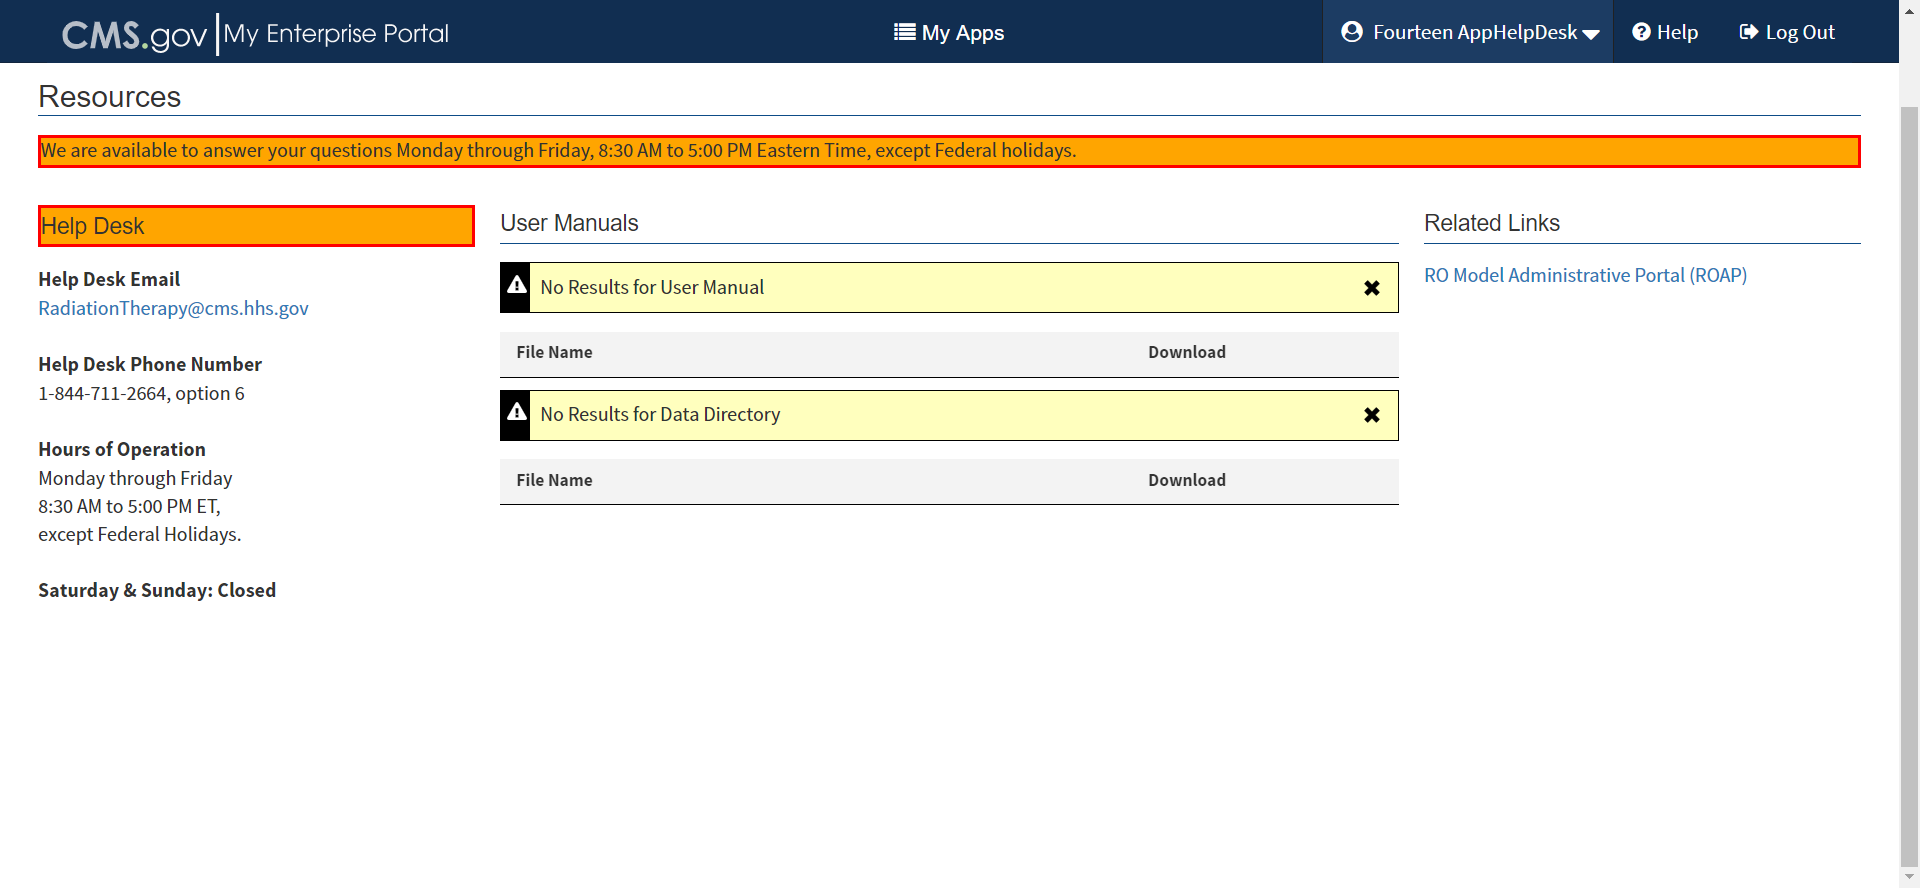 CMS.gov My Enterprise Portal
My Apps
Fourteen AppHelpDesk
Help
Log Out
Resources
We are available to answer your questions Monday through Friday, 8:30 AM to 5:00 PM Eastern Time, except Federal holidays.
Help Desk
Help Desk Email
RadiationTherapy@cms.hhs.gov
Help Desk Phone Number
1-844-711-2664, option 6
Hours of Operation
Monday through Friday
8:30 AM to 5:00 PM ET,
except Federal Holidays.
Saturday & Sunday: Closed
User Manuals
No Results for User Manual
File Name Download
No Results for Data Directory
File Name Download
Related Links
RO Model Administrative Portal (ROAP)